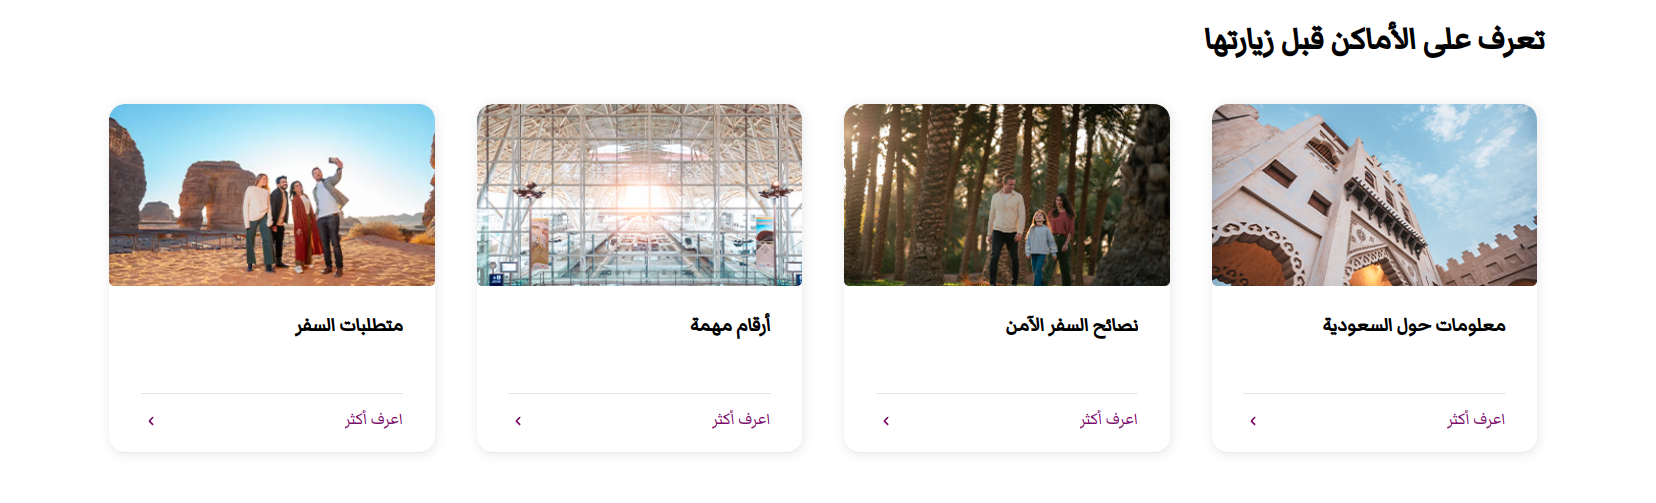 تعرف على الأماكن قبل زيارتها
معلومات حول السعودية
اعرف أكثر
نصائح السفر الآمن
اعرف أكثر
أرقام مهمة
اعرف أكثر
متطلبات السفر
اعرف أكثر